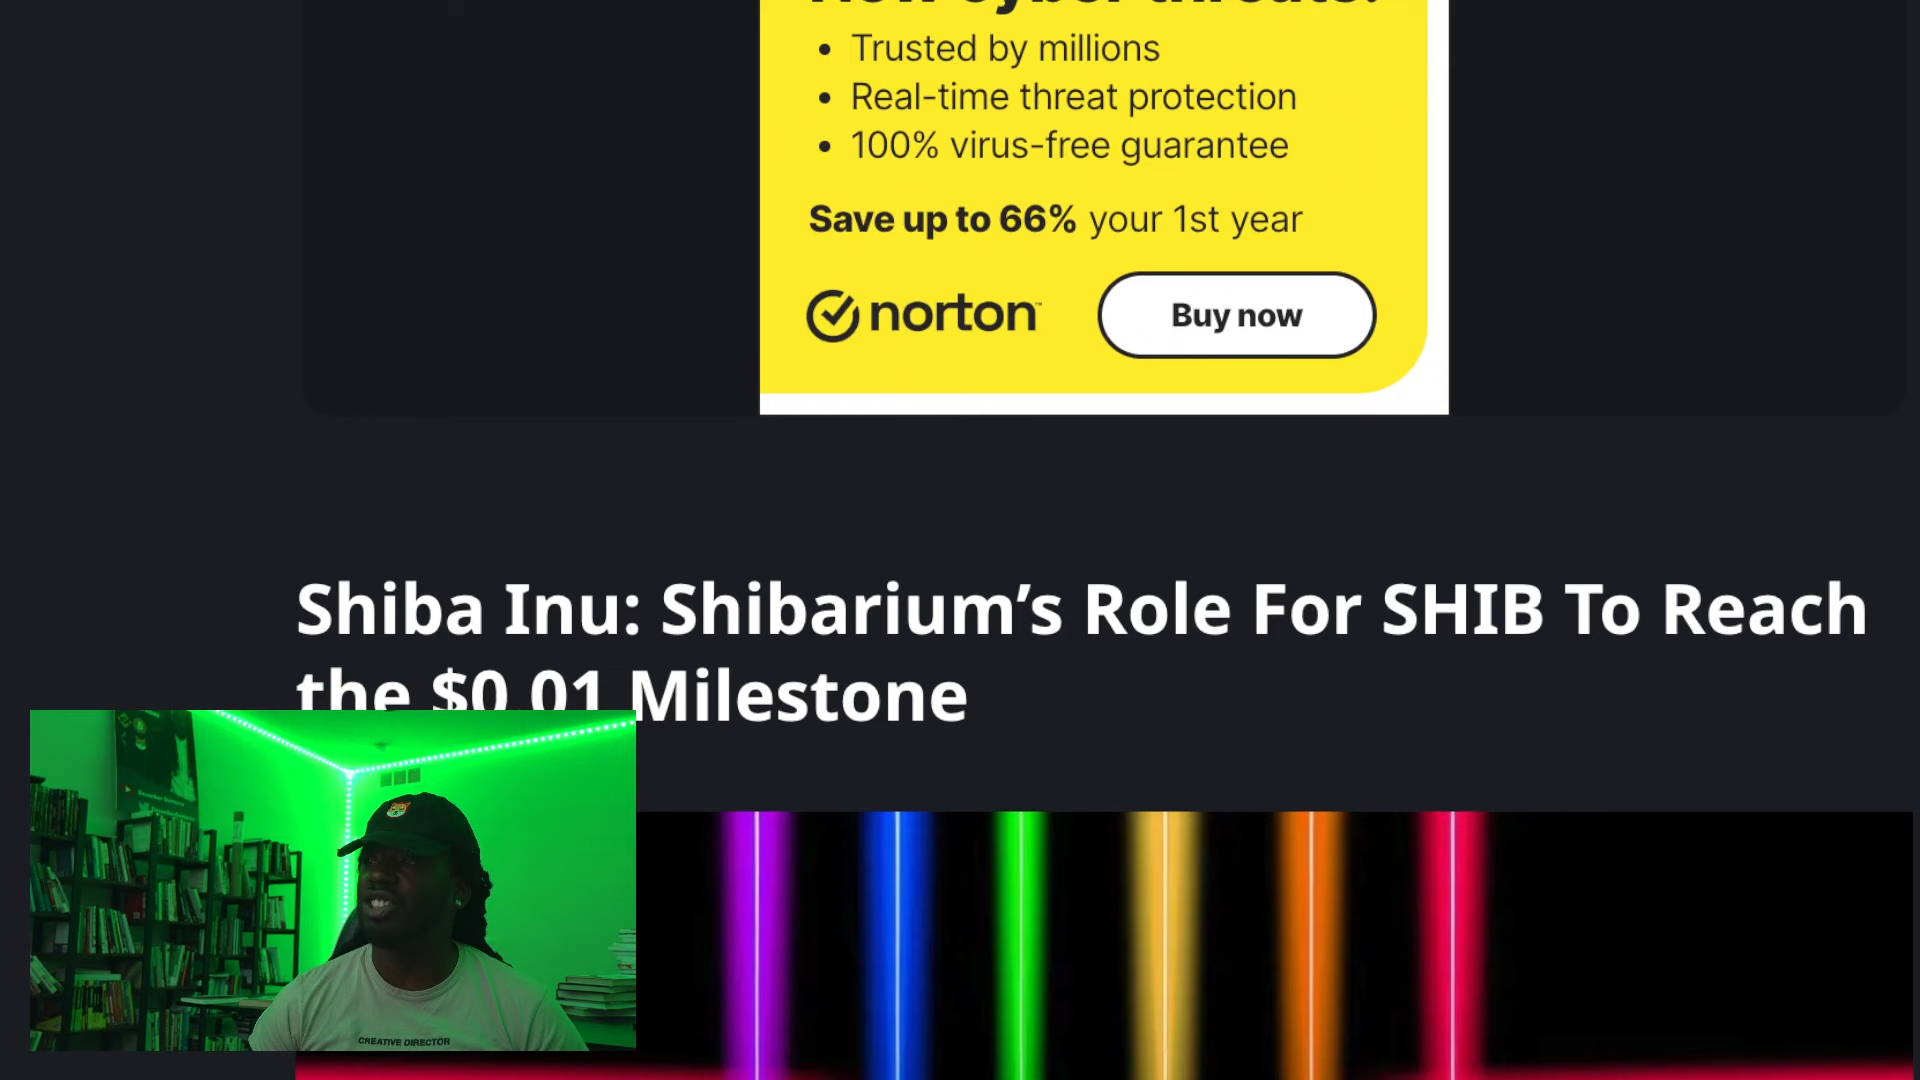 Trusted by millions
Real-time threat protection
100% virus-free guarantee
Save up to 66% your 1st year
norton
Buy now
Shiba Inu: Shibarium’s Role For SHIB To Reach
the $0.01 Milestone
CREATIVE DIRECTOR